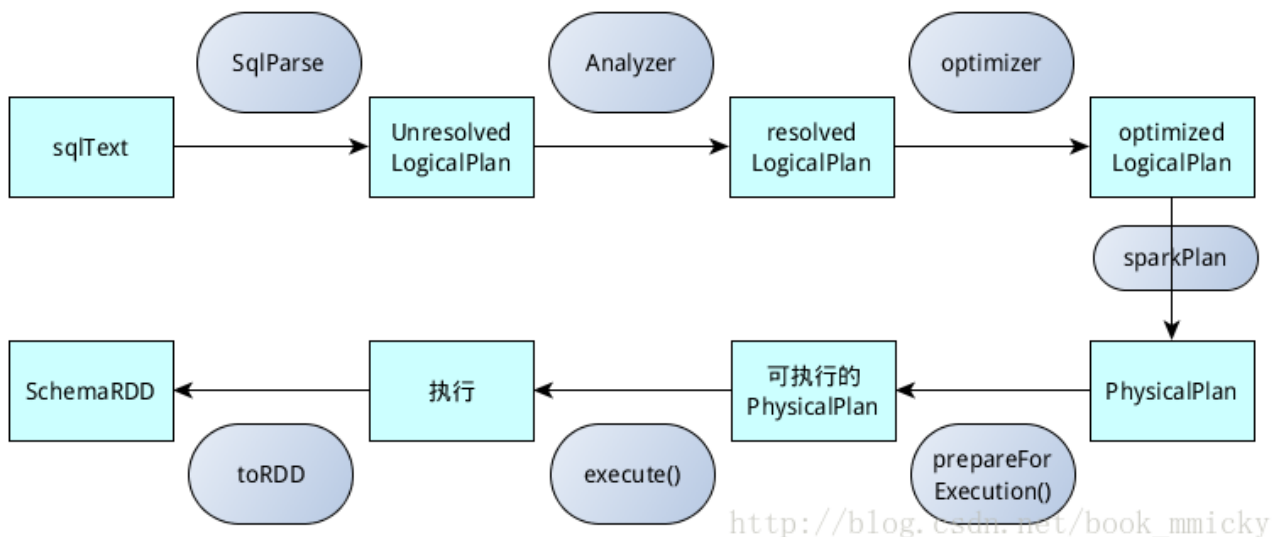 SqlParse
Analyzer
optimizer
sqlText
Unresolved
LogicalPlan
resolved
LogicalPlan
optimized
LogicalPlan
sparkPlan
SchemaRDD
执行
可执行的
PhysicalPlan
PhysicalPlan
toRDD
execute()
prepareFor
Execution()
http://blog.csdn.net/book_mmicky